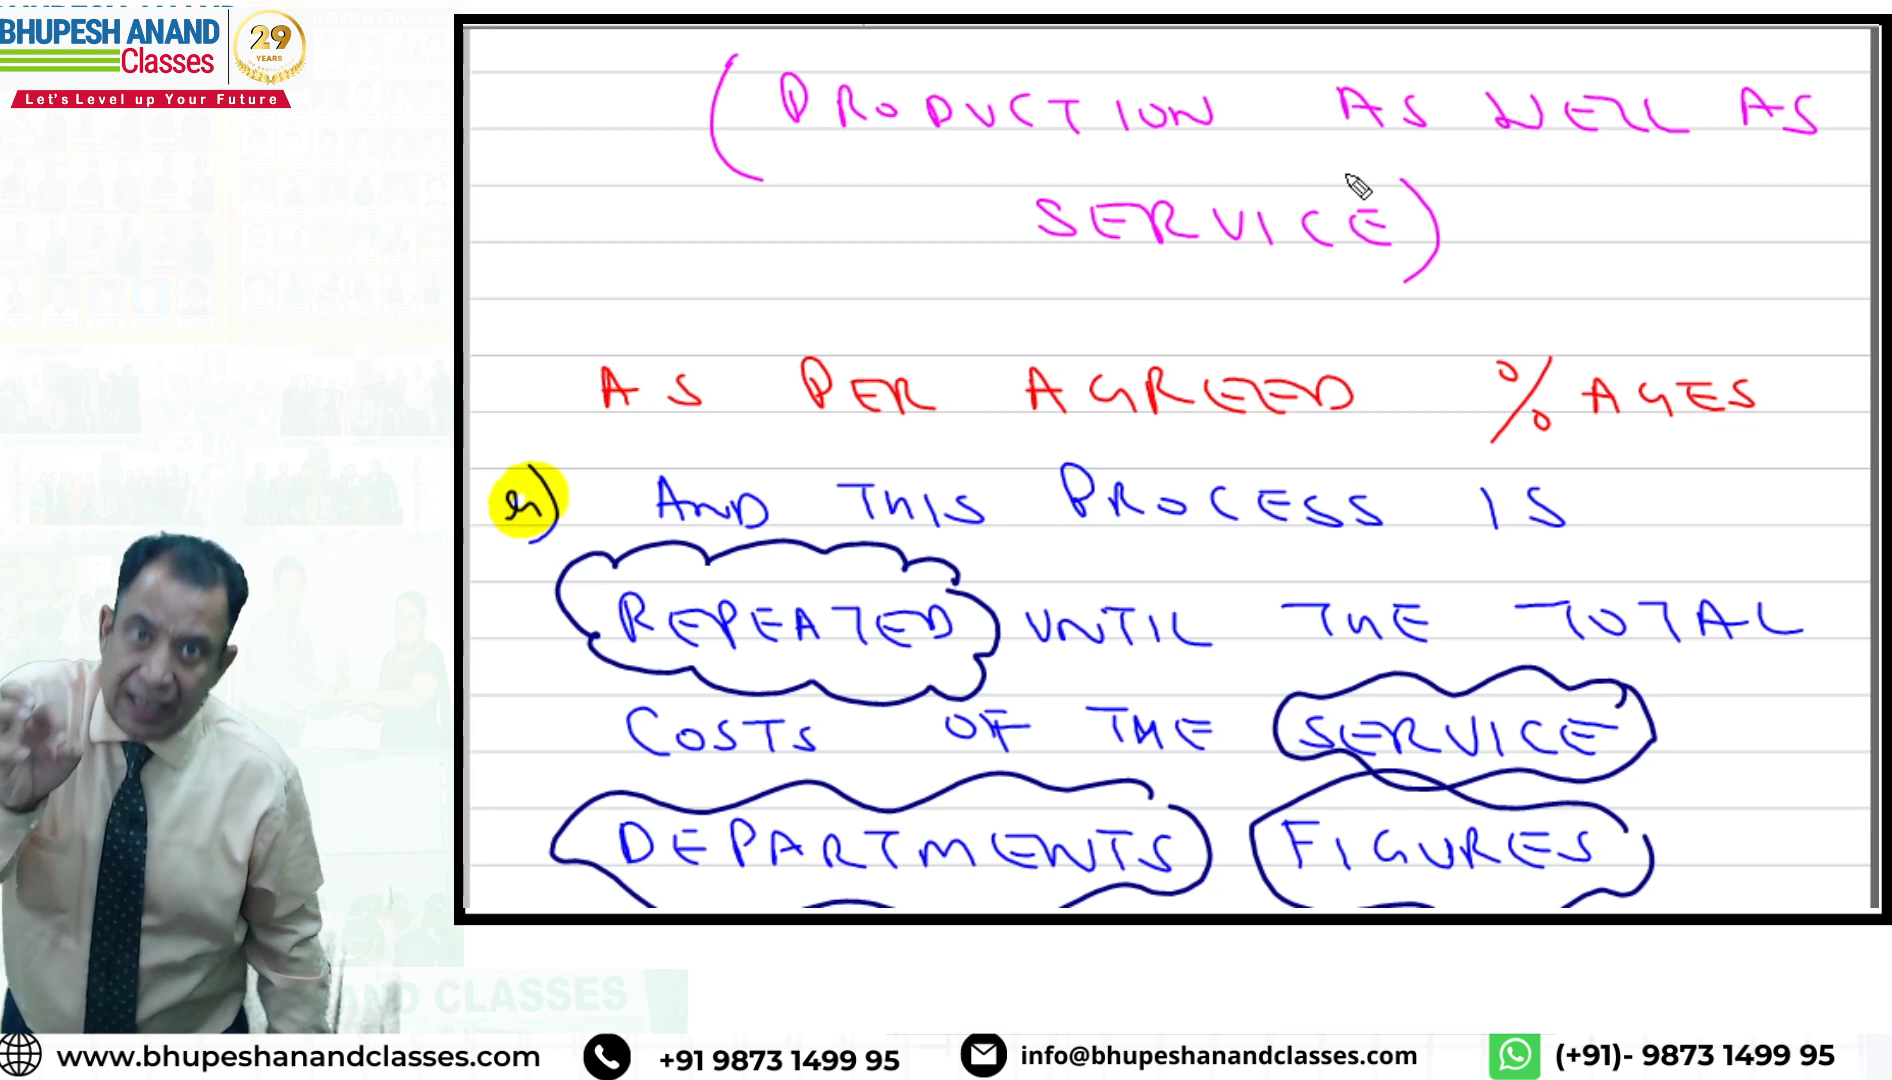 BHUPESH ANAND
Classes
29
YEARS
Let's Level up Your Future
(PRODUCTION AS WELL AS
SERVICE)
AS PER AGREED %AGES
AND THIS PROCESS IS
REPEATED UNTIL THE TOTAL
COSTS OF THE SERVICE
DEPARTMENTS FIGURES
AND CLASSES
www.bhupeshanandclasses.com
+91 9873 1499 95
info@bhupeshanandclasses.com
(+91)- 9873 1499 95